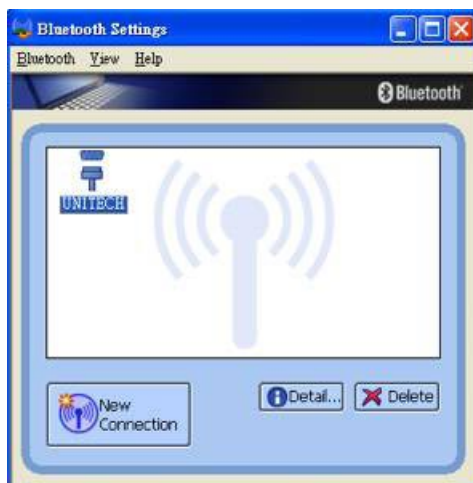 Bluetooth Settings
Bluetooth View Help
Bluetooth
UNITECH
New
Connection
Detail...
Delete